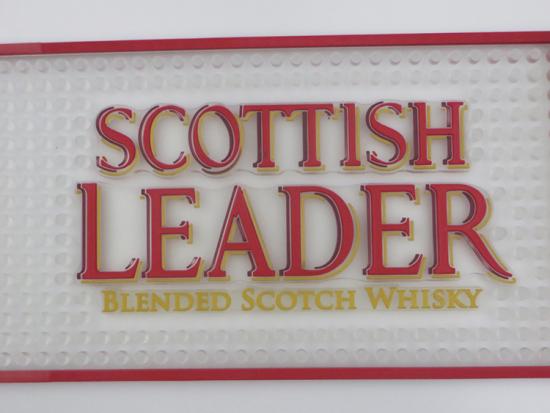 SCOTTISH
LEADER
BLENDED SCOTCH WHISKY